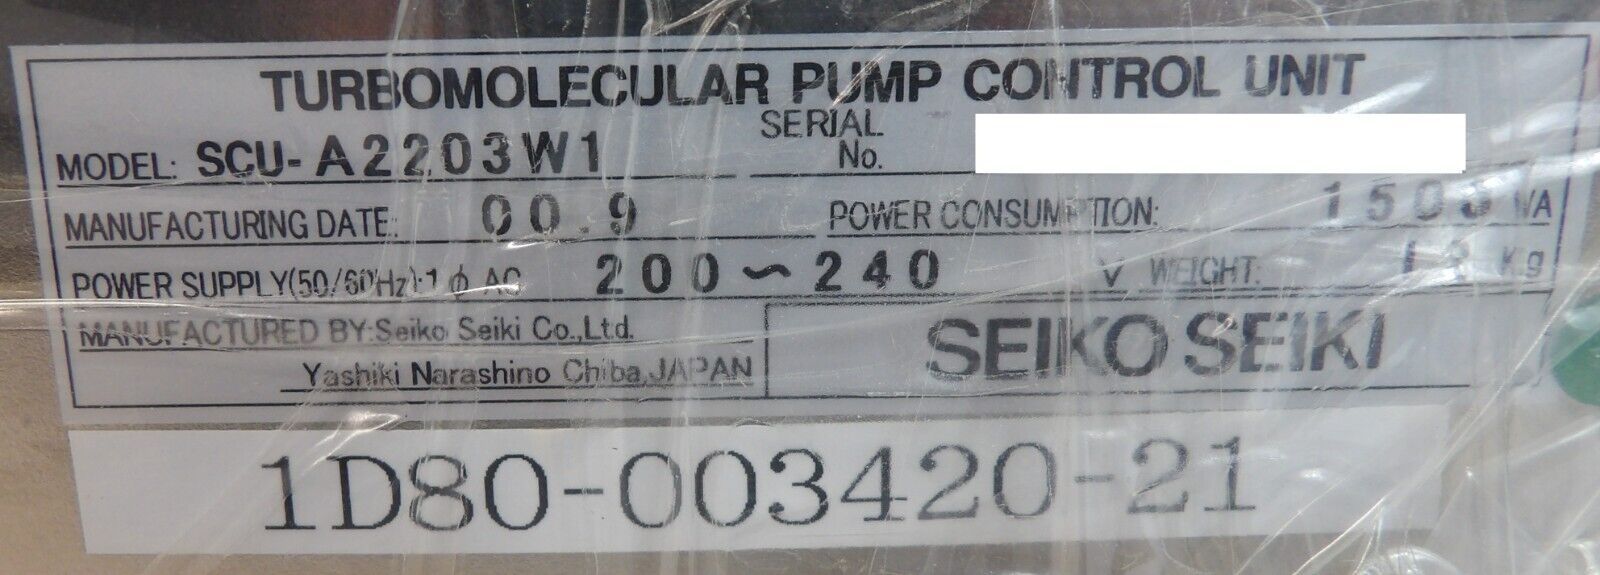 TURBOMOLECULAR PUMP CONTROL UNIT
MODEL: SCU-A2203W1 SERIAL No.
MANUFACTURING DATE: 00.9 POWER CONSUMPTION: 1500 VA
POWER SUPPLY(50/60Hz):1 φ AC 200~240 V WEIGHT: Kg
MANUFACTURED BY:Seiko Seiki Co.,Ltd.
Yashiki Narashino Chiba,JAPAN
SEIKO SEIKI
1D80-003420-21